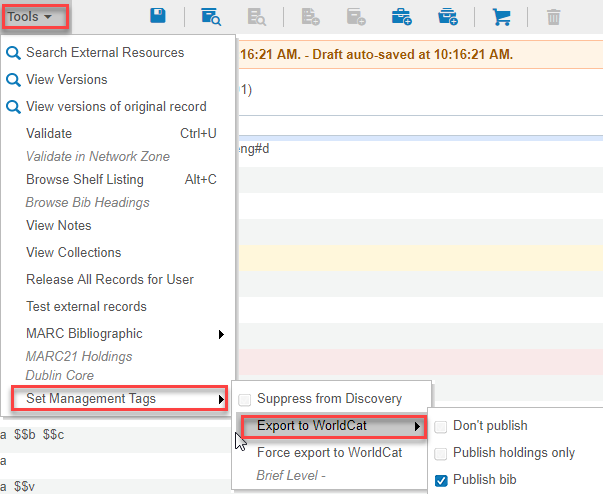 Tools
16:21 AM. - Draft auto-saved at 10:16:21 AM.
Search External Resources
View Versions
1)
View versions of original record
Validate Ctrl+U
eng#d
Validate in Network Zone
Browse Shelf Listing Alt+C
Browse Bib Headings
View Notes
View Collections
Release All Records for User
Test external records
MARC Bibliographic
MARC21 Holdings
Dublin Core
Set Management Tags
Suppress from Discovery
Export to WorldCat
Don't publish
a $$b $$c
Force export to WorldCat
Publish holdings only
a
Brief Level -
Publish bib
a $$v